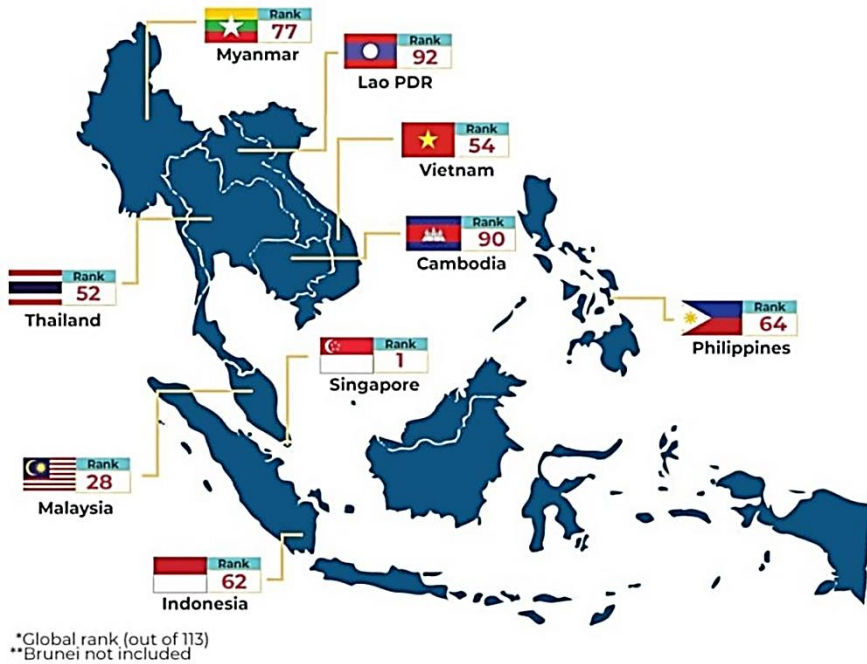 Rank
77
Myanmar
Rank
92
Lao PDR
Rank
54
Vietnam
Rank
90
Cambodia
Rank
52
Thailand
Rank
64
Philippines
Rank
1
Singapore
Rank
28
Malaysia
Rank
62
Indonesia
*Global rank (out of 113)
**Brunei not included